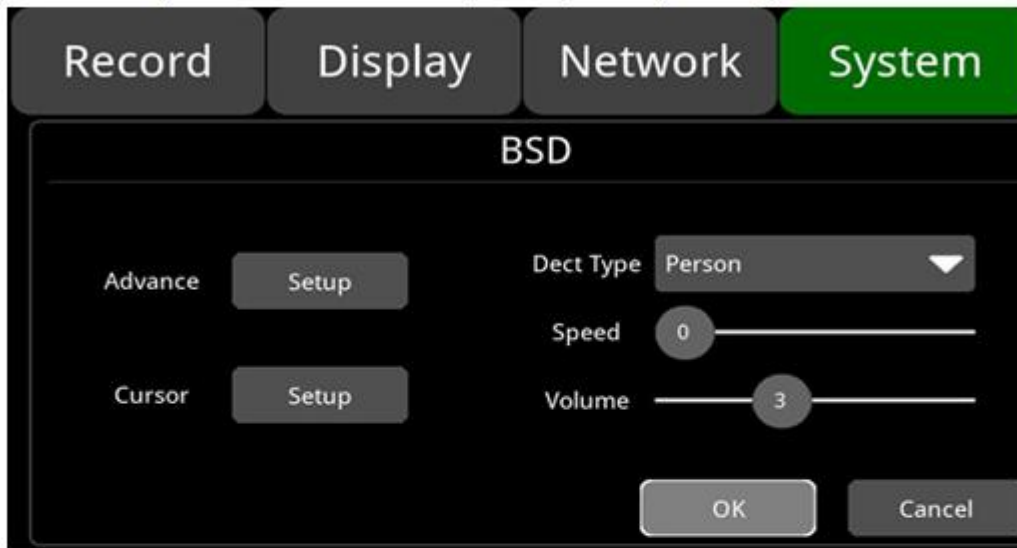 Record Display Network System
BSD
Advance Setup
Dect Type Person
Speed 0
Cursor Setup
Volume 3
OK Cancel